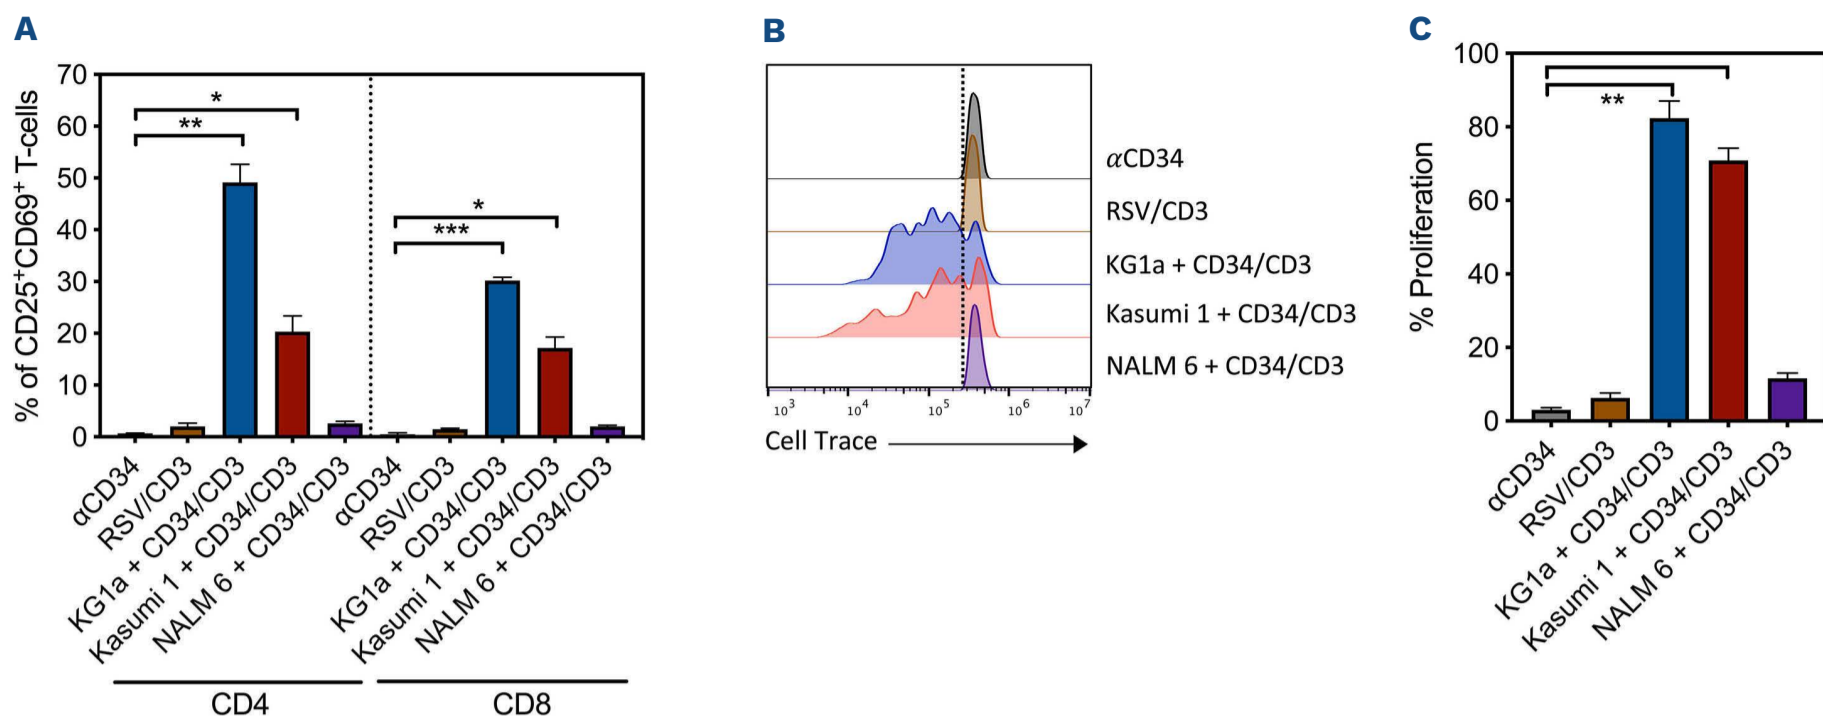 A
% of CD25⁺CD69⁺ T-cells
70
60
50
40
30
20
10
0
*
**
*
***
αCD34
RSV/CD3
KG1a + CD34/CD3
Kasumi 1 + CD34/CD3
NALM 6 + CD34/CD3
αCD34
RSV/CD3
KG1a + CD34/CD3
Kasumi 1 + CD34/CD3
NALM 6 + CD34/CD3
CD4
CD8
B
αCD34
RSV/CD3
KG1a + CD34/CD3
Kasumi 1 + CD34/CD3
NALM 6 + CD34/CD3
10³ 10⁴ 10⁵ 10⁶ 10⁷
Cell Trace
C
% Proliferation
100
80
60
40
20
0
**
αCD34
RSV/CD3
KG1a + CD34/CD3
Kasumi 1 + CD34/CD3
NALM 6 + CD34/CD3